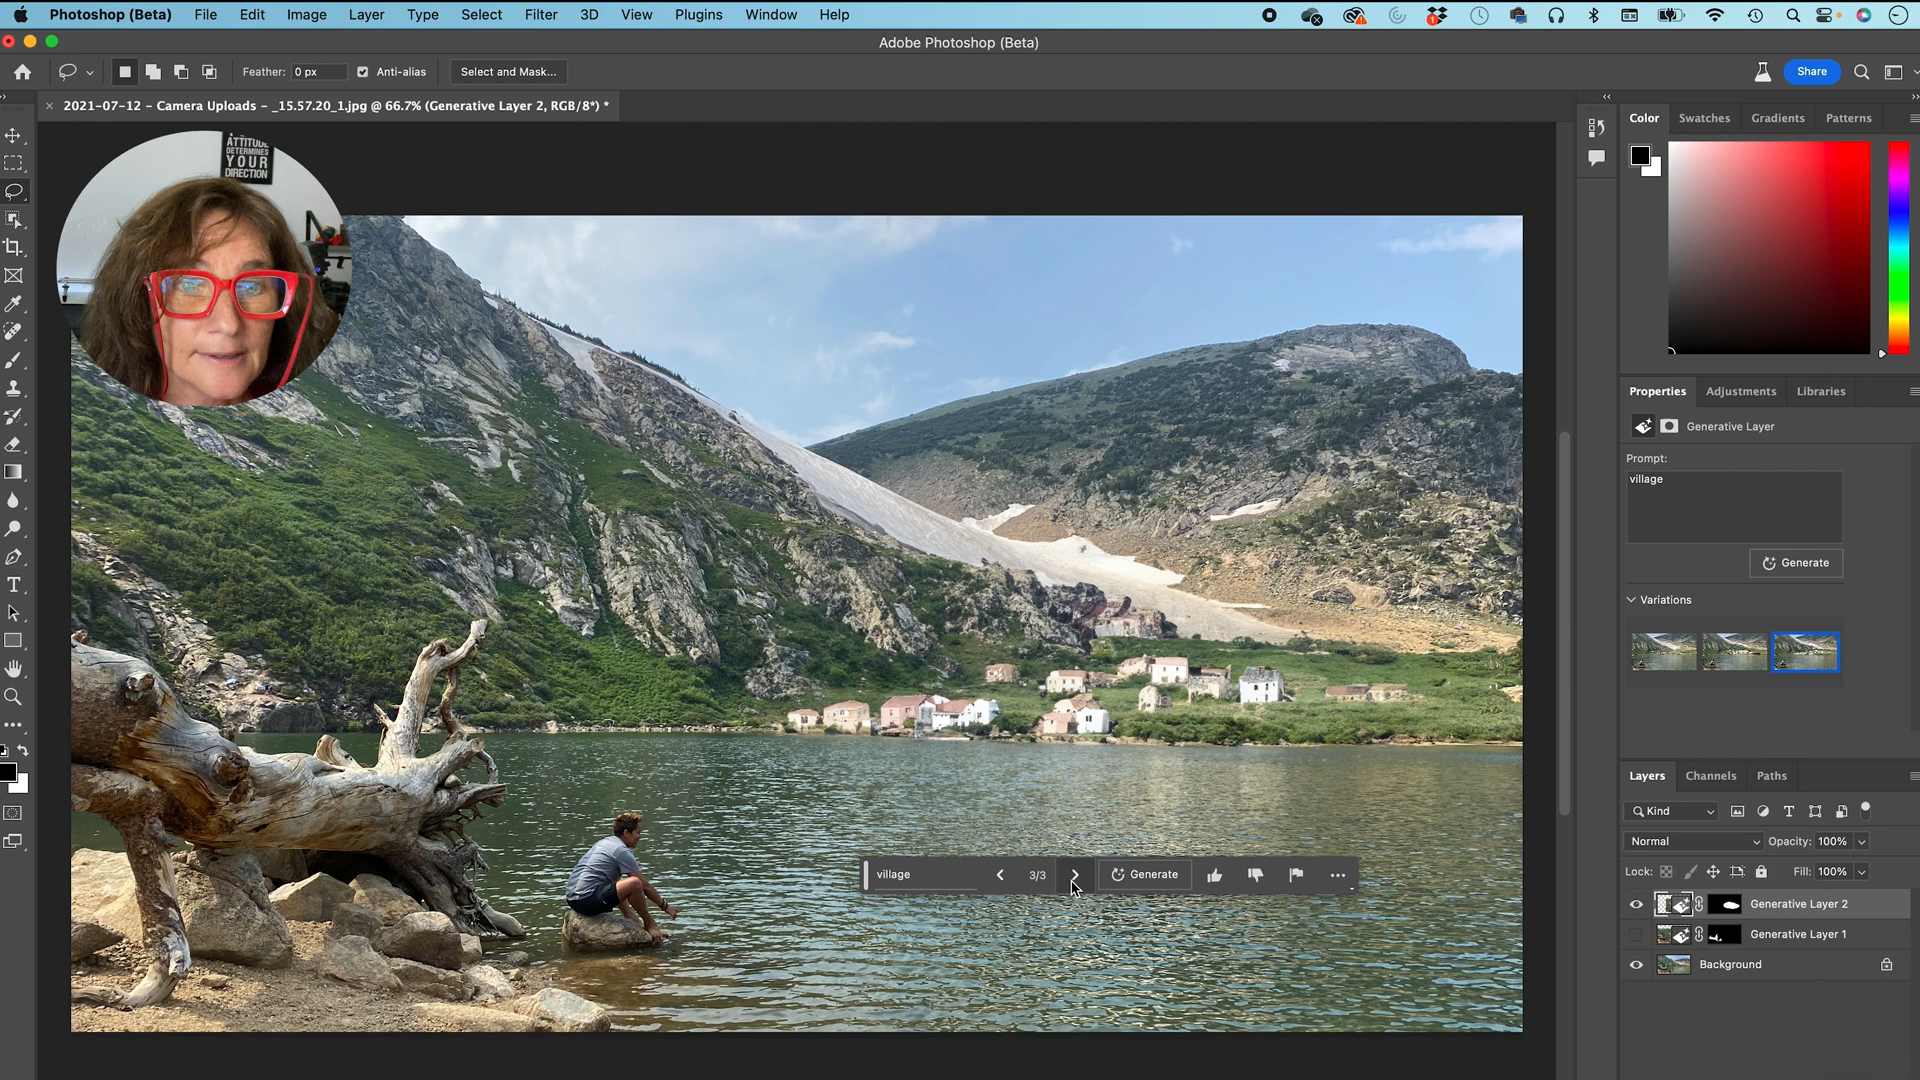 Photoshop (Beta) File Edit Image Layer Type Select Filter 3D View Plugins Window Help
Adobe Photoshop (Beta)
Feather: 0 px Anti-alias Select and Mask... Share
2021-07-12 - Camera Uploads - _15.57.20_1.jpg @ 66.7% (Generative Layer 2, RGB/8*) *
Color Swatches Gradients Patterns
ATTITUDE
DETERMINES
YOUR
DIRECTION
Properties Adjustments Libraries
Generative Layer
Prompt:
village
Generate
Variations
Layers Channels Paths
Kind
Normal Opacity: 100%
Lock: Fill: 100%
village 3/3 Generate
Generative Layer 2
Generative Layer 1
Background